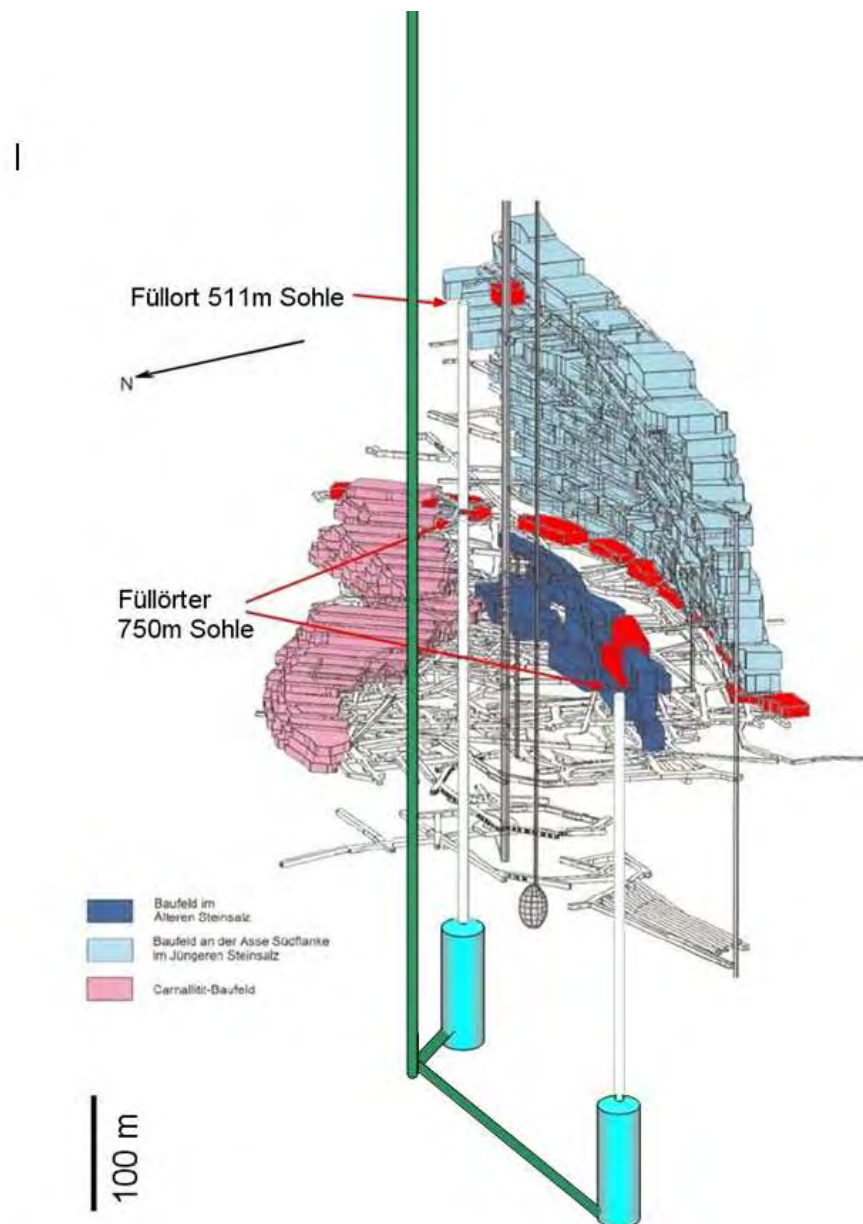 Füllort 511m Sohle
N
Füllörter
750m Sohle
Baufeld im
Älteren Steinsalz
Baufeld an der Asse Südflanke
im Jüngeren Steinsalz
Carnallitit-Baufeld
100 m